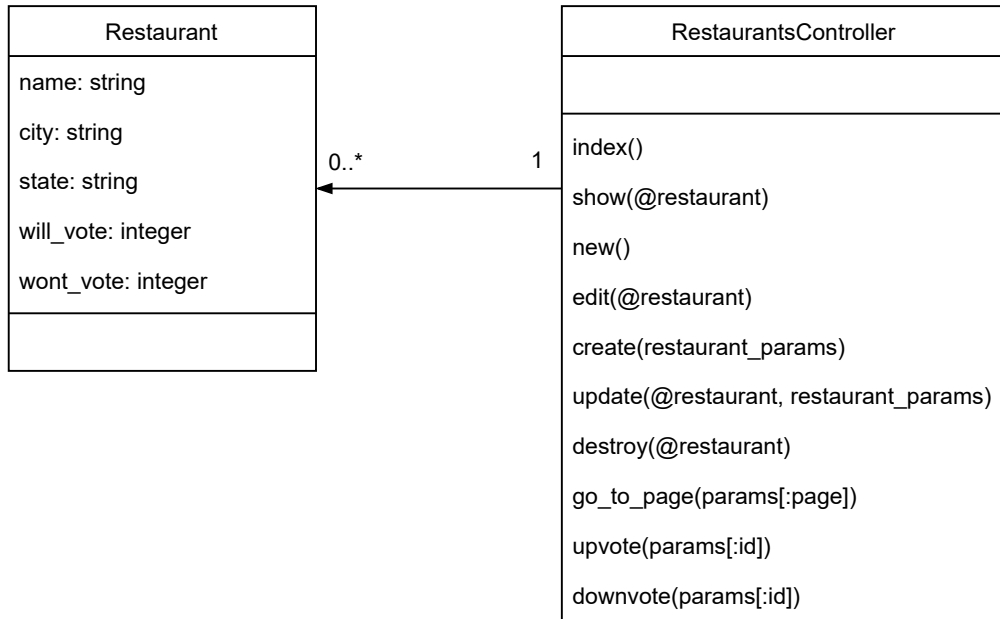 Restaurant
name: string
city: string
state: string
will_vote: integer
wont_vote: integer
0..*
1
RestaurantsController
index()
show(@restaurant)
new()
edit(@restaurant)
create(restaurant_params)
update(@restaurant, restaurant_params)
destroy(@restaurant)
go_to_page(params[:page])
upvote(params[:id])
downvote(params[:id])